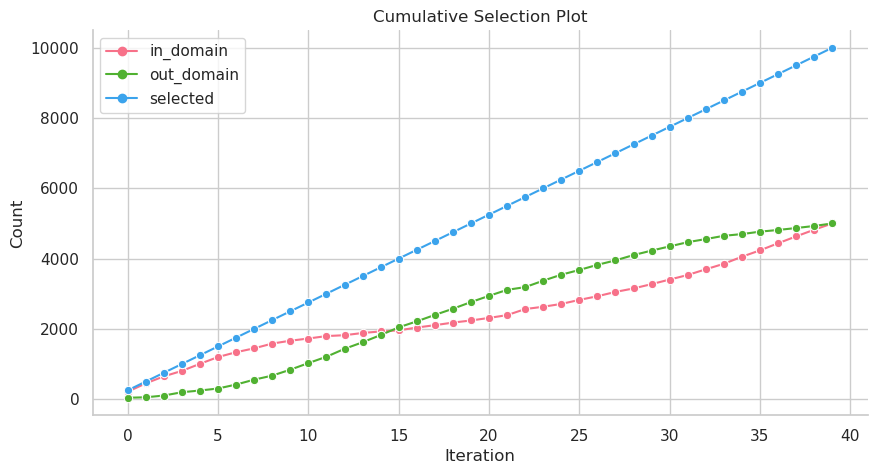 Cumulative Selection Plot
in_domain
out_domain
selected
Count
10000
8000
6000
4000
2000
0
0 5 10 15 20 25 30 35 40
Iteration